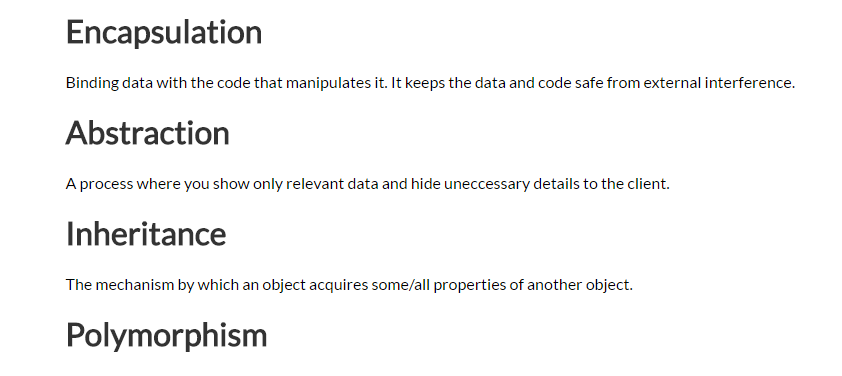 Encapsulation
Binding data with the code that manipulates it. It keeps the data and code safe from external interference.
Abstraction
A process where you show only relevant data and hide uneccessary details to the client.
Inheritance
The mechanism by which an object acquires some/all properties of another object.
Polymorphism